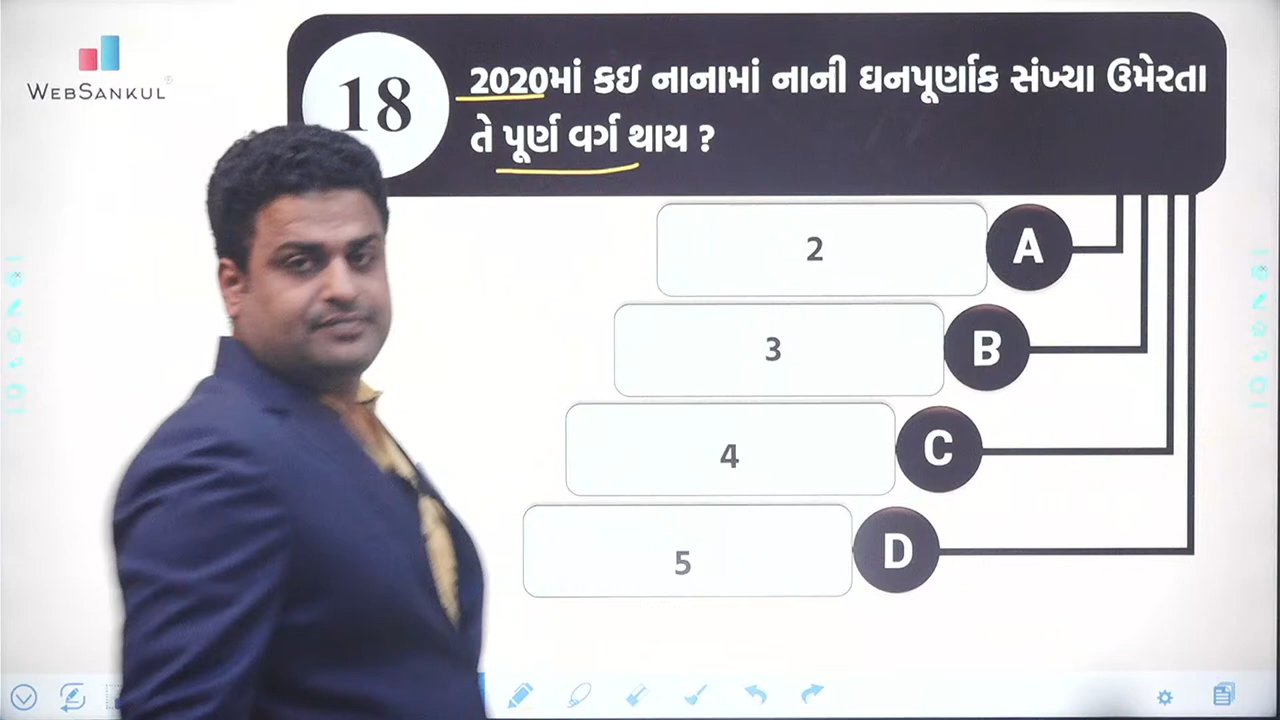 WEBSANKUL
18
2020માં કઇ નાનામાં નાની ઘનપૂર્ણાક સંખ્યા ઉમેરતા
તે પૂર્ણ વર્ગ થાય ?
2 A
3 B
4 C
5 D